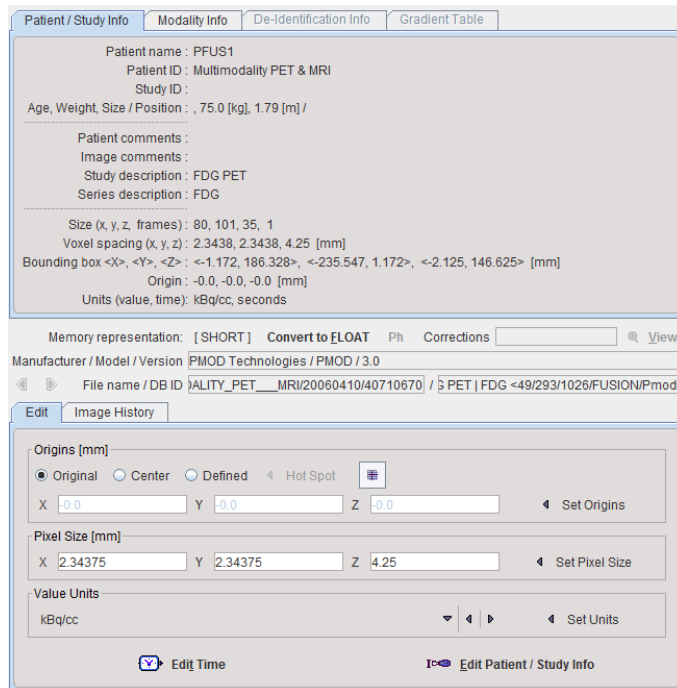 Patient / Study Info Modality Info De-Identification Info Gradient Table
Patient name : PFUS1
Patient ID : Multimodality PET & MRI
Study ID :
Age, Weight, Size / Position : , 75.0 [kg], 1.79 [m] /
Patient comments :
Image comments :
Study description : FDG PET
Series description : FDG
Size (x, y, z, frames) : 80, 101, 35, 1
Voxel spacing (x, y, z) : 2.3438, 2.3438, 4.25 [mm]
Bounding box <X>, <Y>, <Z> : <-1.172, 186.328>, <-235.547, 1.172>, <-2.125, 146.625> [mm]
Origin : -0.0, -0.0, -0.0 [mm]
Units (value, time): kBq/cc, seconds
Memory representation: [ SHORT ] Convert to FLOAT Ph Corrections View
Manufacturer / Model / Version PMOD Technologies / PMOD / 3.0
File name / DB ID ALITY_PET___MRI/20060410/40710670 / PET | FDG <49/293/1026/FUSION/Pmod
Edit Image History
Origins [mm]
Original Center Defined Hot Spot
X -0.0 Y -0.0 Z -0.0 Set Origins
Pixel Size [mm]
X 2.34375 Y 2.34375 Z 4.25 Set Pixel Size
Value Units
kBq/cc Set Units
Edit Time Edit Patient / Study Info